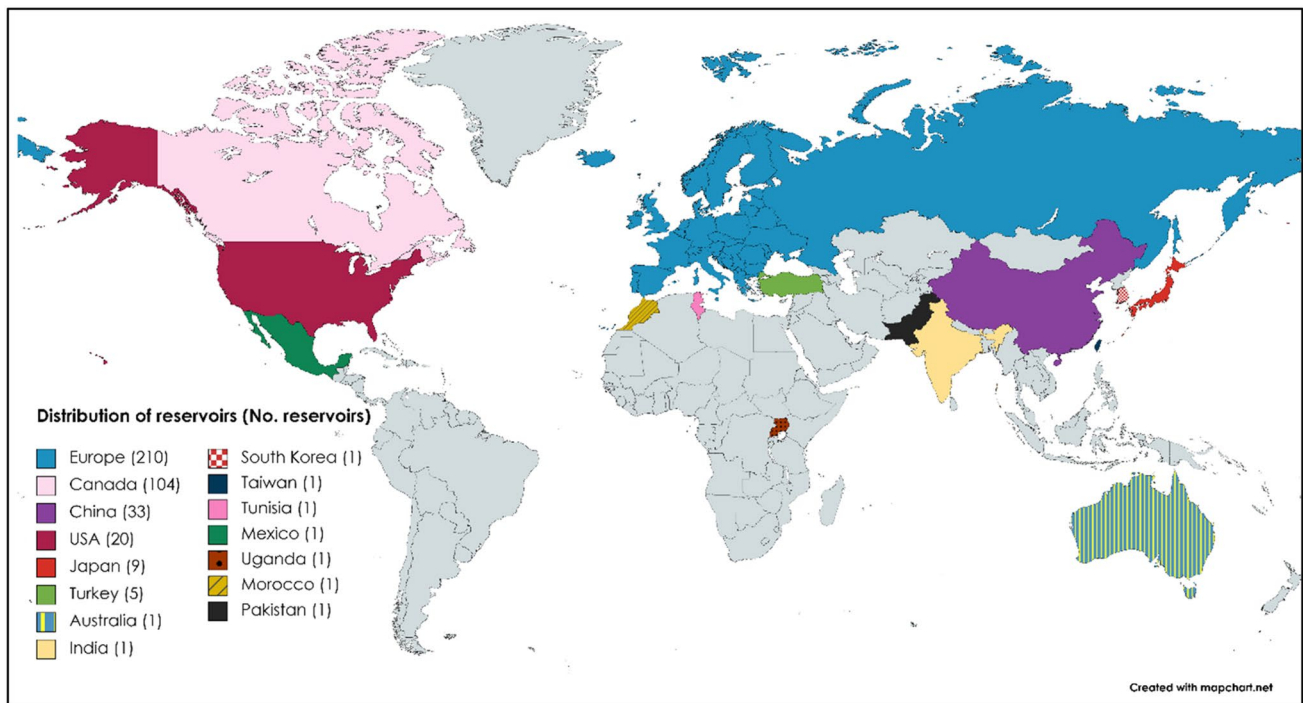 Distribution of reservoirs (No. reservoirs)
Europe (210)
Canada (104)
China (33)
USA (20)
Japan (9)
Turkey (5)
Australia (1)
India (1)
South Korea (1)
Taiwan (1)
Tunisia (1)
Mexico (1)
Uganda (1)
Morocco (1)
Pakistan (1)
Created with mapchart.net